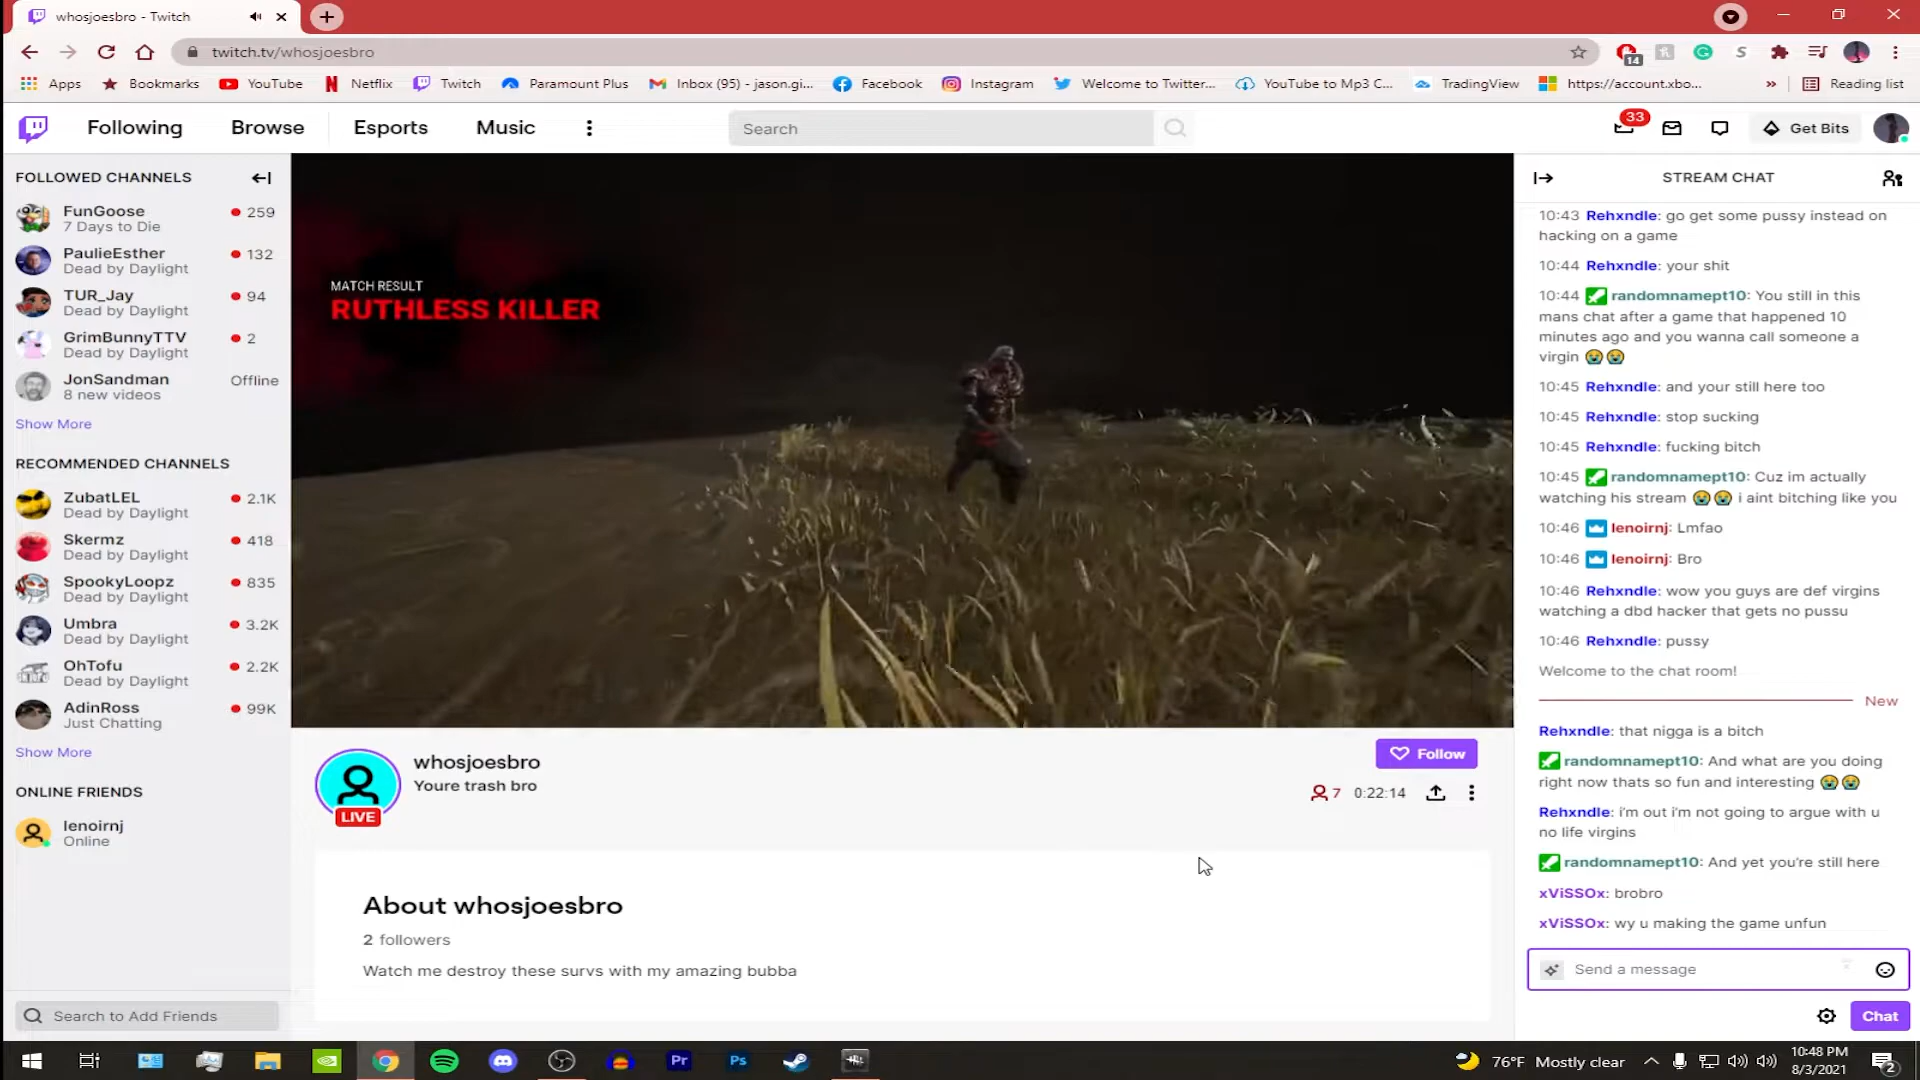 whosjoesbro - Twitch
twitch.tv/whosjoesbro
14
Apps Bookmarks YouTube Netflix Twitch Paramount Plus Inbox (95) - jason.gi... Facebook Instagram Welcome to Twitter... YouTube to Mp3 C... TradingView https://account.xbo... » Reading list
Following Browse Esports Music Search 33 Get Bits
FOLLOWED CHANNELS
FunGoose 259
7 Days to Die
PaulieEsther 132
Dead by Daylight
TUR_Jay 94
Dead by Daylight
GrimBunnyTTV 2
Dead by Daylight
JonSandman Offline
8 new videos
Show More
RECOMMENDED CHANNELS
ZubatLEL 2.1K
Dead by Daylight
Skermz 418
Dead by Daylight
SpookyLoopz 835
Dead by Daylight
Umbra 3.2K
Dead by Daylight
OhTofu 2.2K
Dead by Daylight
AdinRoss 99K
Just Chatting
Show More
ONLINE FRIENDS
lenoirnj
Online
Search to Add Friends
MATCH RESULT
RUTHLESS KILLER
whosjoesbro
Youre trash bro
LIVE
Follow
7 0:22:14
About whosjoesbro
2 followers
Watch me destroy these survs with my amazing bubba
STREAM CHAT
10:43 Rehxndle: go get some pussy instead on
hacking on a game
10:44 Rehxndle: your shit
10:44 randomnamept10: You still in this
mans chat after a game that happened 10
minutes ago and you wanna call someone a
virgin 😭😭
10:45 Rehxndle: and your still here too
10:45 Rehxndle: stop sucking
10:45 Rehxndle: fucking bitch
10:45 randomnamept10: Cuz im actually
watching his stream 😭😭 i aint bitching like you
10:46 lenoirnj: Lmfao
10:46 lenoirnj: Bro
10:46 Rehxndle: wow you guys are def virgins
watching a dbd hacker that gets no pussu
10:46 Rehxndle: pussy
Welcome to the chat room!
New
Rehxndle: that nigga is a bitch
randomnamept10: And what are you doing
right now thats so fun and interesting 😭😭
Rehxndle: i'm out i'm not going to argue with u
no life virgins
randomnamept10: And yet you're still here
xViSSOx: brobro
xViSSOx: wy u making the game unfun
Send a message
Chat
Pr Ps
76°F Mostly clear
10:48 PM
8/3/2021
2